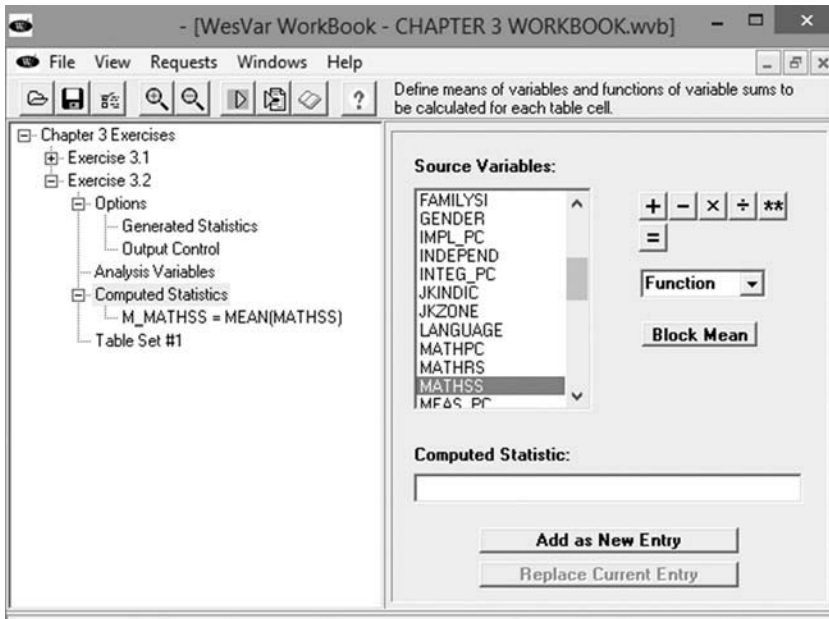 - [WesVar WorkBook - CHAPTER 3 WORKBOOK.wvb]
File View Requests Windows Help
Define means of variables and functions of variable sums to
be calculated for each table cell.
Chapter 3 Exercises
Exercise 3.1
Exercise 3.2
Options
Generated Statistics
Output Control
Analysis Variables
Computed Statistics
M_MATHSS = MEAN(MATHSS)
Table Set #1
Source Variables:
FAMILYSI
GENDER
IMPL_PC
INDEPEND
INTEG_PC
JKINDIC
JKZONE
LANGUAGE
MATHPC
MATHRS
MATHSS
MEAS_PC
+ - × ÷ **
=
Function
Block Mean
Computed Statistic:
Add as New Entry
Replace Current Entry